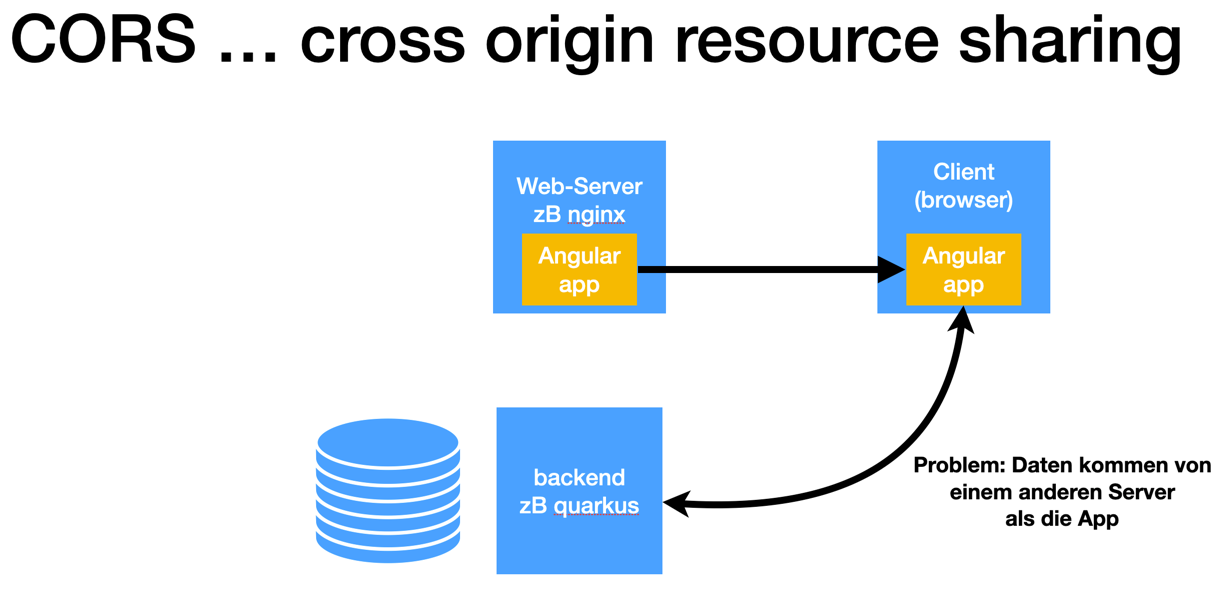 CORS ... cross origin resource sharing
Web-Server
zB nginx
Angular
app
Client
(browser)
Angular
app
backend
zB quarkus
Problem: Daten kommen von
einem anderen Server
als die App